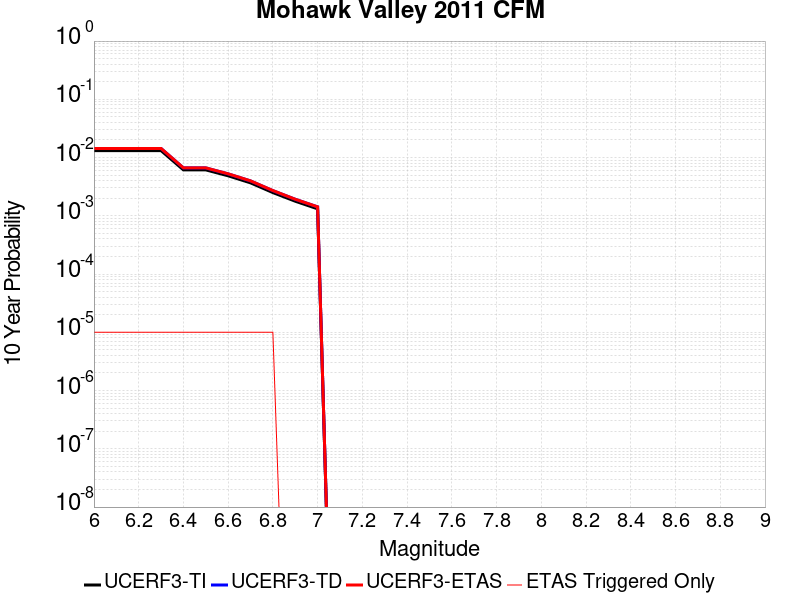 Mohawk Valley 2011 CFM
10^0
10^-1
10^-2
10^-3
10^-4
10^-5
10^-6
10^-7
10^-8
10 Year Probability
6 6.2 6.4 6.6 6.8 7 7.2 7.4 7.6 7.8 8 8.2 8.4 8.6 8.8 9
Magnitude
UCERF3-TI UCERF3-TD UCERF3-ETAS ETAS Triggered Only